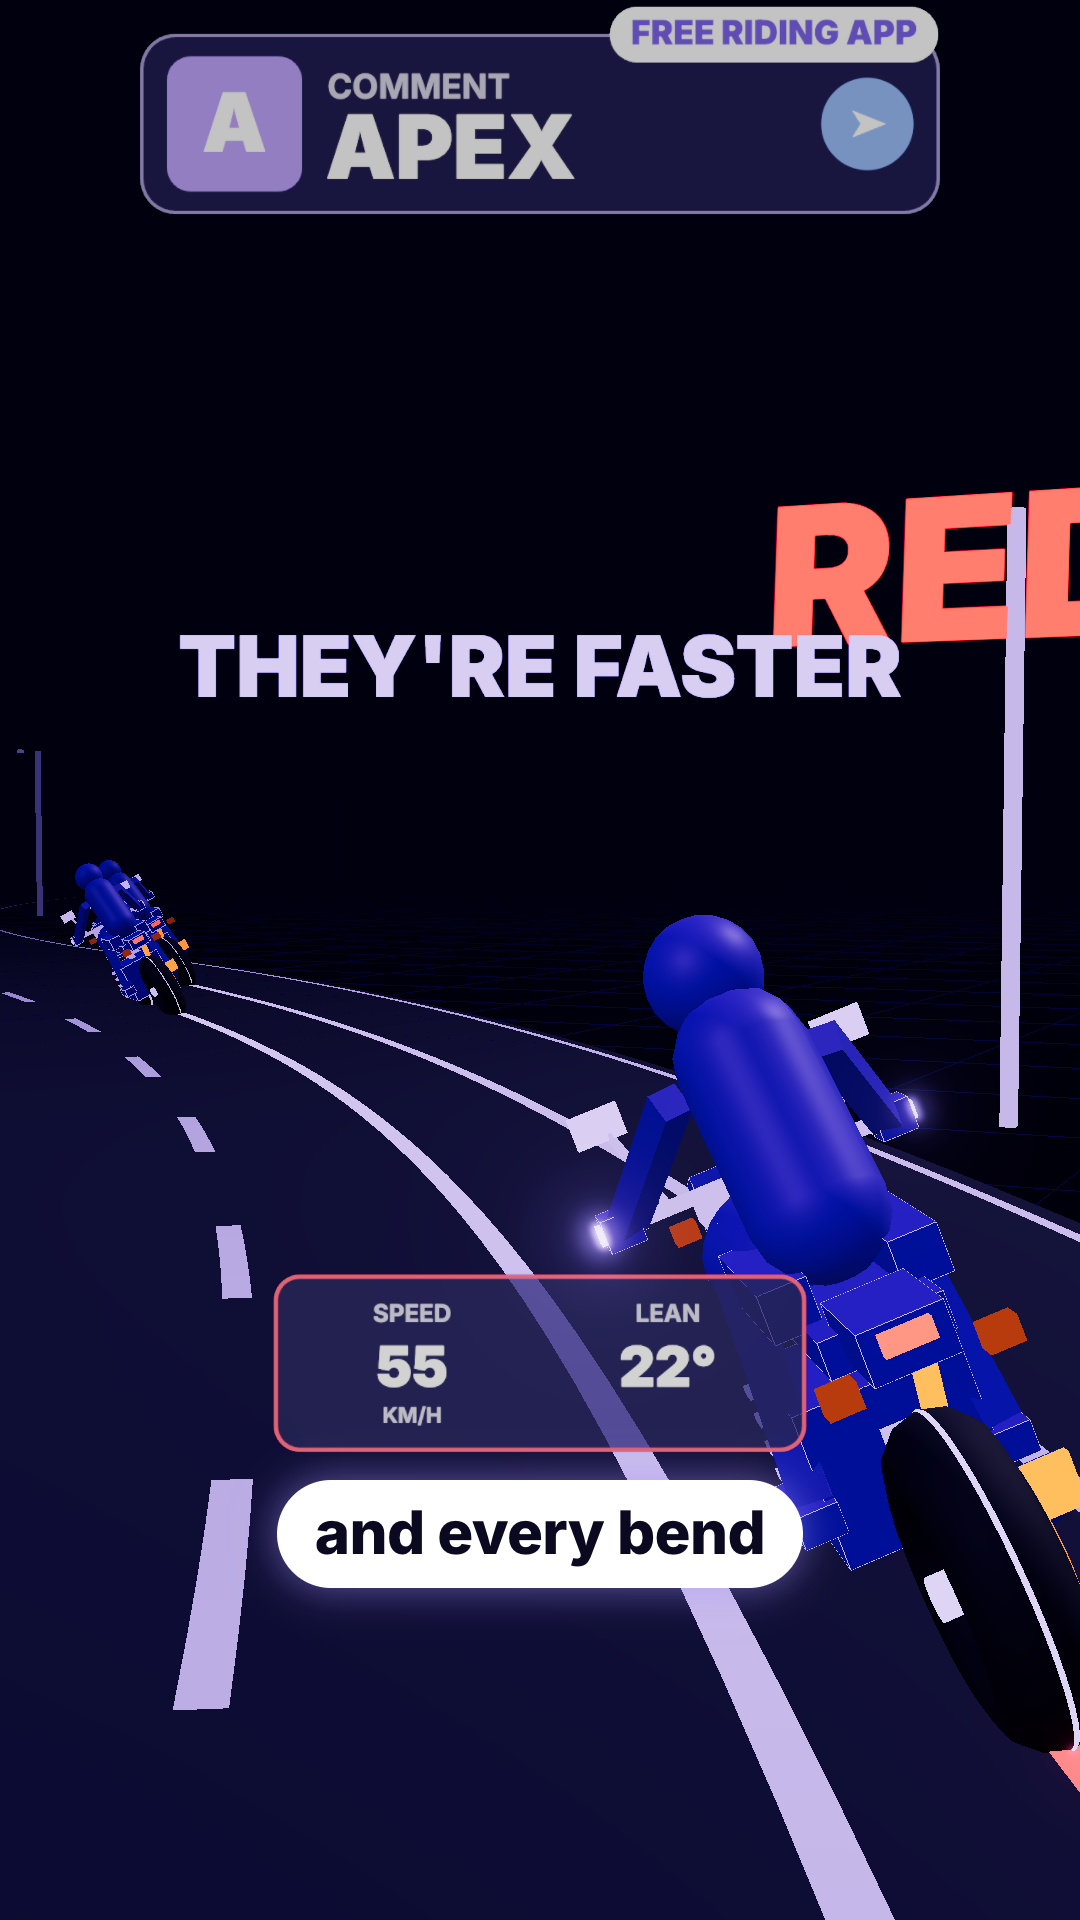 FREE RIDING APP
A
COMMENT
APEX
RED
THEY'RE FASTER
SPEED
55
KM/H
LEAN
22°
and every bend